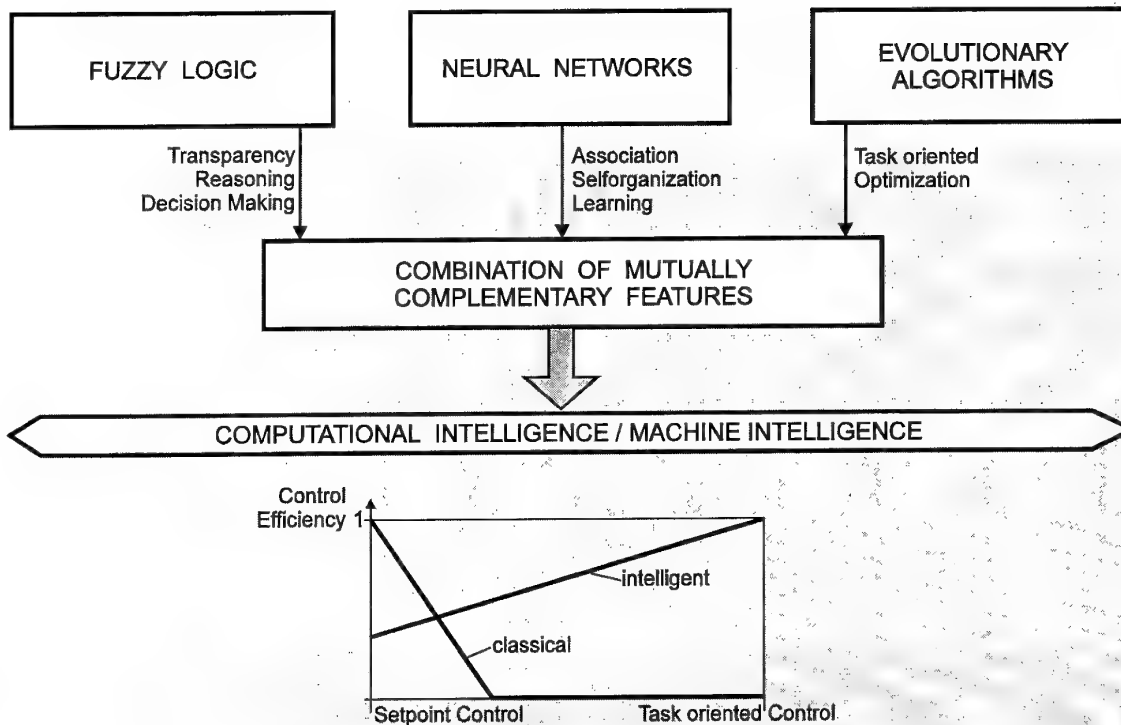 FUZZY LOGIC
NEURAL NETWORKS
EVOLUTIONARY
ALGORITHMS
Transparency
Reasoning
Decision Making
Association
Selforganization
Learning
Task oriented
Optimization
COMBINATION OF MUTUALLY
COMPLEMENTARY FEATURES
COMPUTATIONAL INTELLIGENCE / MACHINE INTELLIGENCE
Control
Efficiency 1
intelligent
classical
Setpoint Control
Task oriented Control